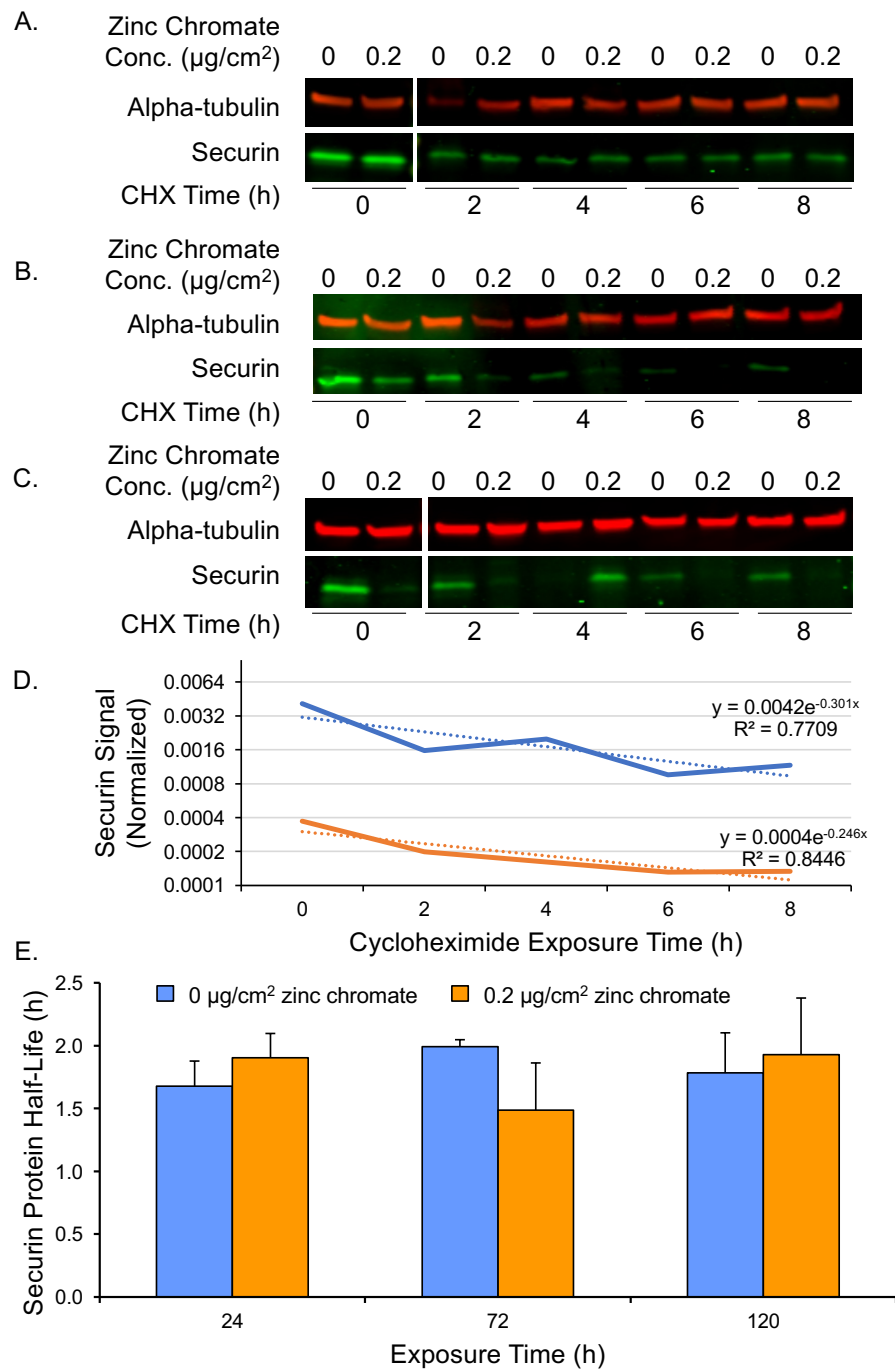 A.
Zinc Chromate
Conc. (µg/cm²) 0 0.2 0 0.2 0 0.2 0 0.2 0 0.2
Alpha-tubulin
Securin
CHX Time (h) 0 2 4 6 8
B.
Zinc Chromate
Conc. (µg/cm²) 0 0.2 0 0.2 0 0.2 0 0.2 0 0.2
Alpha-tubulin
Securin
CHX Time (h) 0 2 4 6 8
C.
Zinc Chromate
Conc. (µg/cm²) 0 0.2 0 0.2 0 0.2 0 0.2 0 0.2
Alpha-tubulin
Securin
CHX Time (h) 0 2 4 6 8
D.
Securin Signal
(Normalized)
0.0064
0.0032
0.0016
0.0008
0.0004
0.0002
0.0001
y = 0.0042e^-0.301x
R² = 0.7709
y = 0.0004e^-0.246x
R² = 0.8446
0 2 4 6 8
Cycloheximide Exposure Time (h)
E.
Securin Protein Half-Life (h)
2.5
2.0
1.5
1.0
0.5
0.0
0 µg/cm² zinc chromate 0.2 µg/cm² zinc chromate
24 72 120
Exposure Time (h)